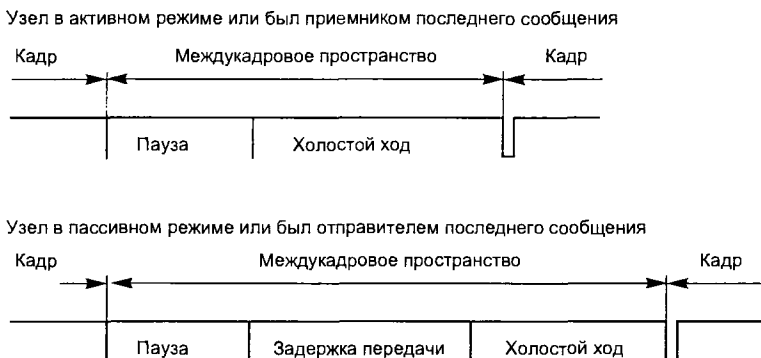 Узел в активном режиме или был приемником последнего сообщения
Кадр Междукадровое пространство Кадр
Пауза Холостой ход
Узел в пассивном режиме или был отправителем последнего сообщения
Кадр Междукадровое пространство Кадр
Пауза Задержка передачи Холостой ход